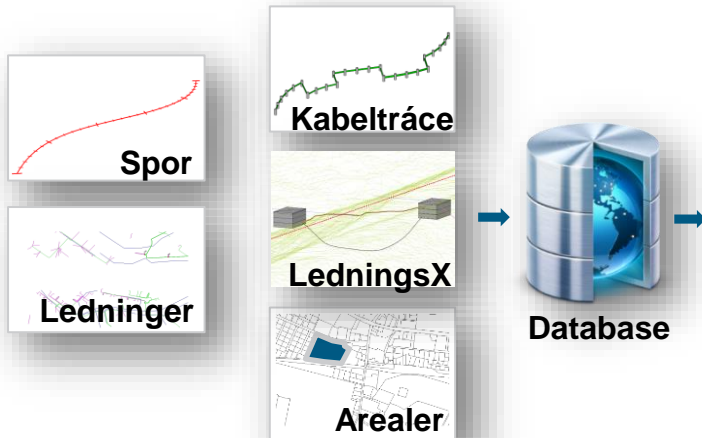 Spor
Ledninger
Kabeltráce
LedningsX
Arealer
Database